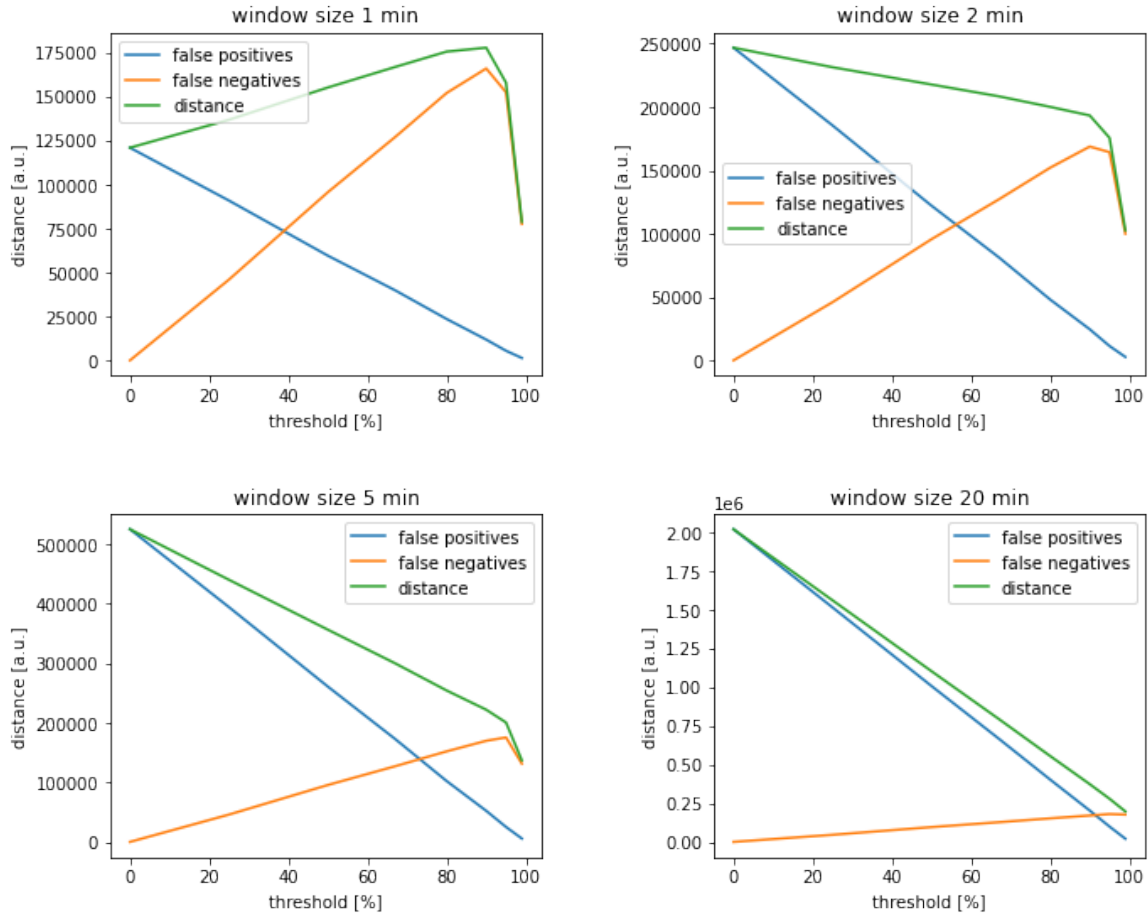 window size 1 min
distance [a.u.]
175000
150000
125000
100000
75000
50000
25000
0
false positives
false negatives
distance
0 20 40 60 80 100
threshold [%]
window size 2 min
distance [a.u.]
250000
200000
150000
100000
50000
0
false positives
false negatives
distance
0 20 40 60 80 100
threshold [%]
window size 5 min
distance [a.u.]
500000
400000
300000
200000
100000
0
false positives
false negatives
distance
0 20 40 60 80 100
threshold [%]
window size 20 min
1e6
distance [a.u.]
2.00
1.75
1.50
1.25
1.00
0.75
0.50
0.25
0.00
false positives
false negatives
distance
0 20 40 60 80 100
threshold [%]